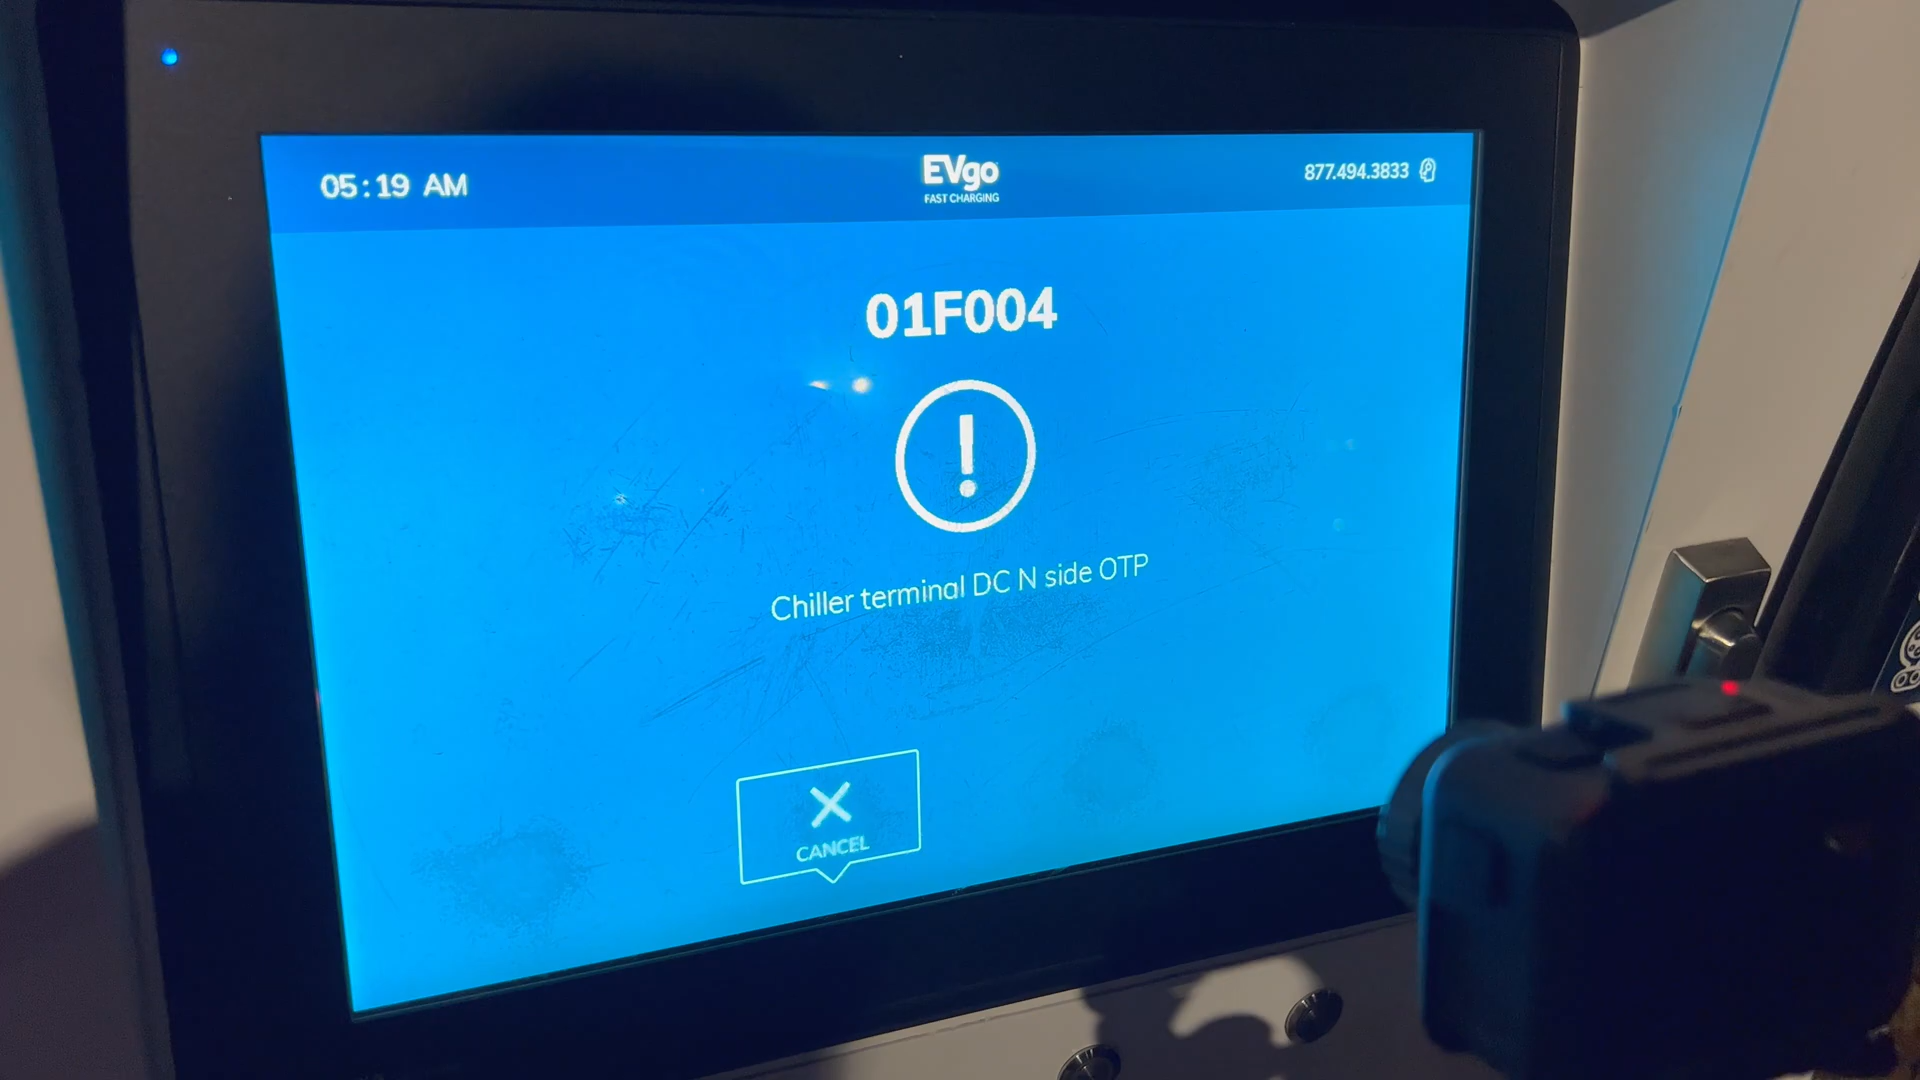 05:19 AM
EVgo
FAST CHARGING
877.494.3833
01F004
!
Chiller terminal DC N side OTP
CANCEL